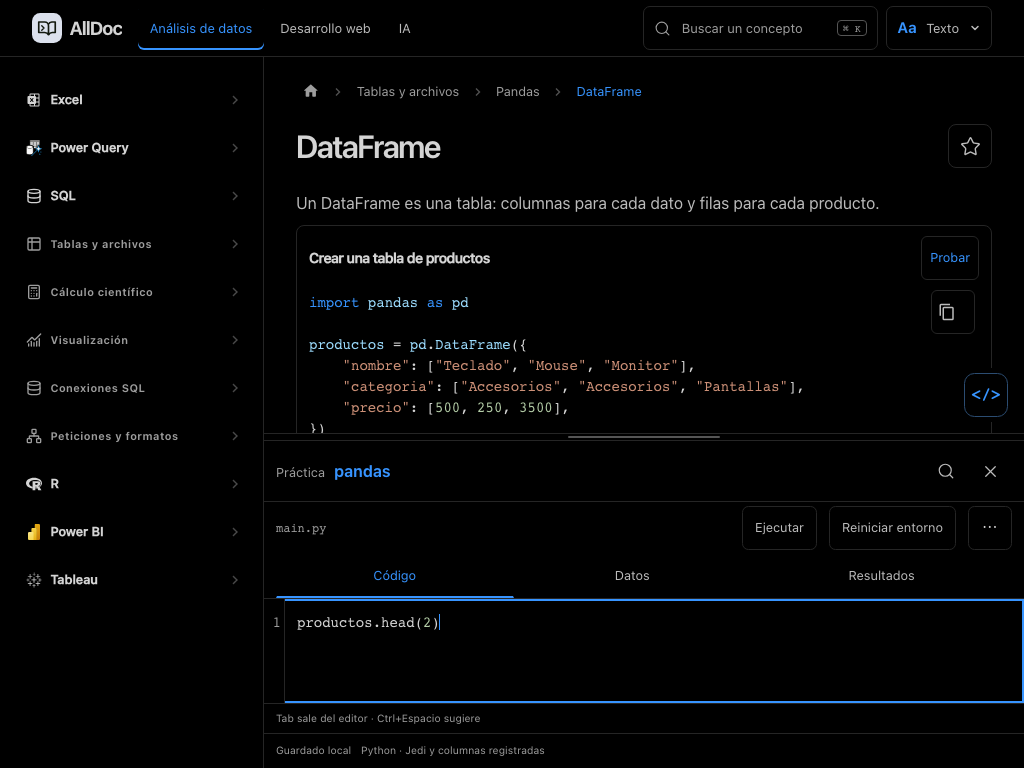 AllDoc
Análisis de datos
Desarrollo web
IA
Buscar un concepto
⌘ K
Aa Texto
Excel
Power Query
SQL
Tablas y archivos
Cálculo científico
Visualización
Conexiones SQL
Peticiones y formatos
R
Power BI
Tableau
Tablas y archivos > Pandas > DataFrame
DataFrame
Un DataFrame es una tabla: columnas para cada dato y filas para cada producto.
Crear una tabla de productos
Probar
import pandas as pd
productos = pd.DataFrame({
    "nombre": ["Teclado", "Mouse", "Monitor"],
    "categoria": ["Accesorios", "Accesorios", "Pantallas"],
    "precio": [500, 250, 3500],
})
</>
Práctica pandas
main.py
Ejecutar
Reiniciar entorno
···
Código
Datos
Resultados
1 productos.head(2)
Tab sale del editor · Ctrl+Espacio sugiere
Guardado local Python · Jedi y columnas registradas